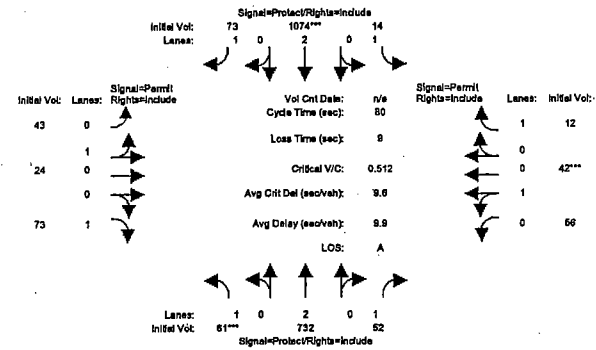 Signal=Protect/Rights=Include
Initial Vol: 73 1074*** 14
Lanes: 1 0 2 0 1
Signal=Permit
Initial Vol: Lanes: Rights=Include
43 0
1
24 0
0
73 1
Vol Cnt Date: n/a
Cycle Time (sec): 80
Loss Time (sec): 9
Critical V/C: 0.512
Avg Crit Del (sec/veh): 9.6
Avg Delay (sec/veh): 9.9
LOS: A
Signal=Permit
Rights=Include Lanes: Initial Vol:
1 12
0
0 42***
1
0 56
Lanes: 1 0 2 0 1
Initial Vol: 61*** 732 52
Signal=Protect/Rights=Include